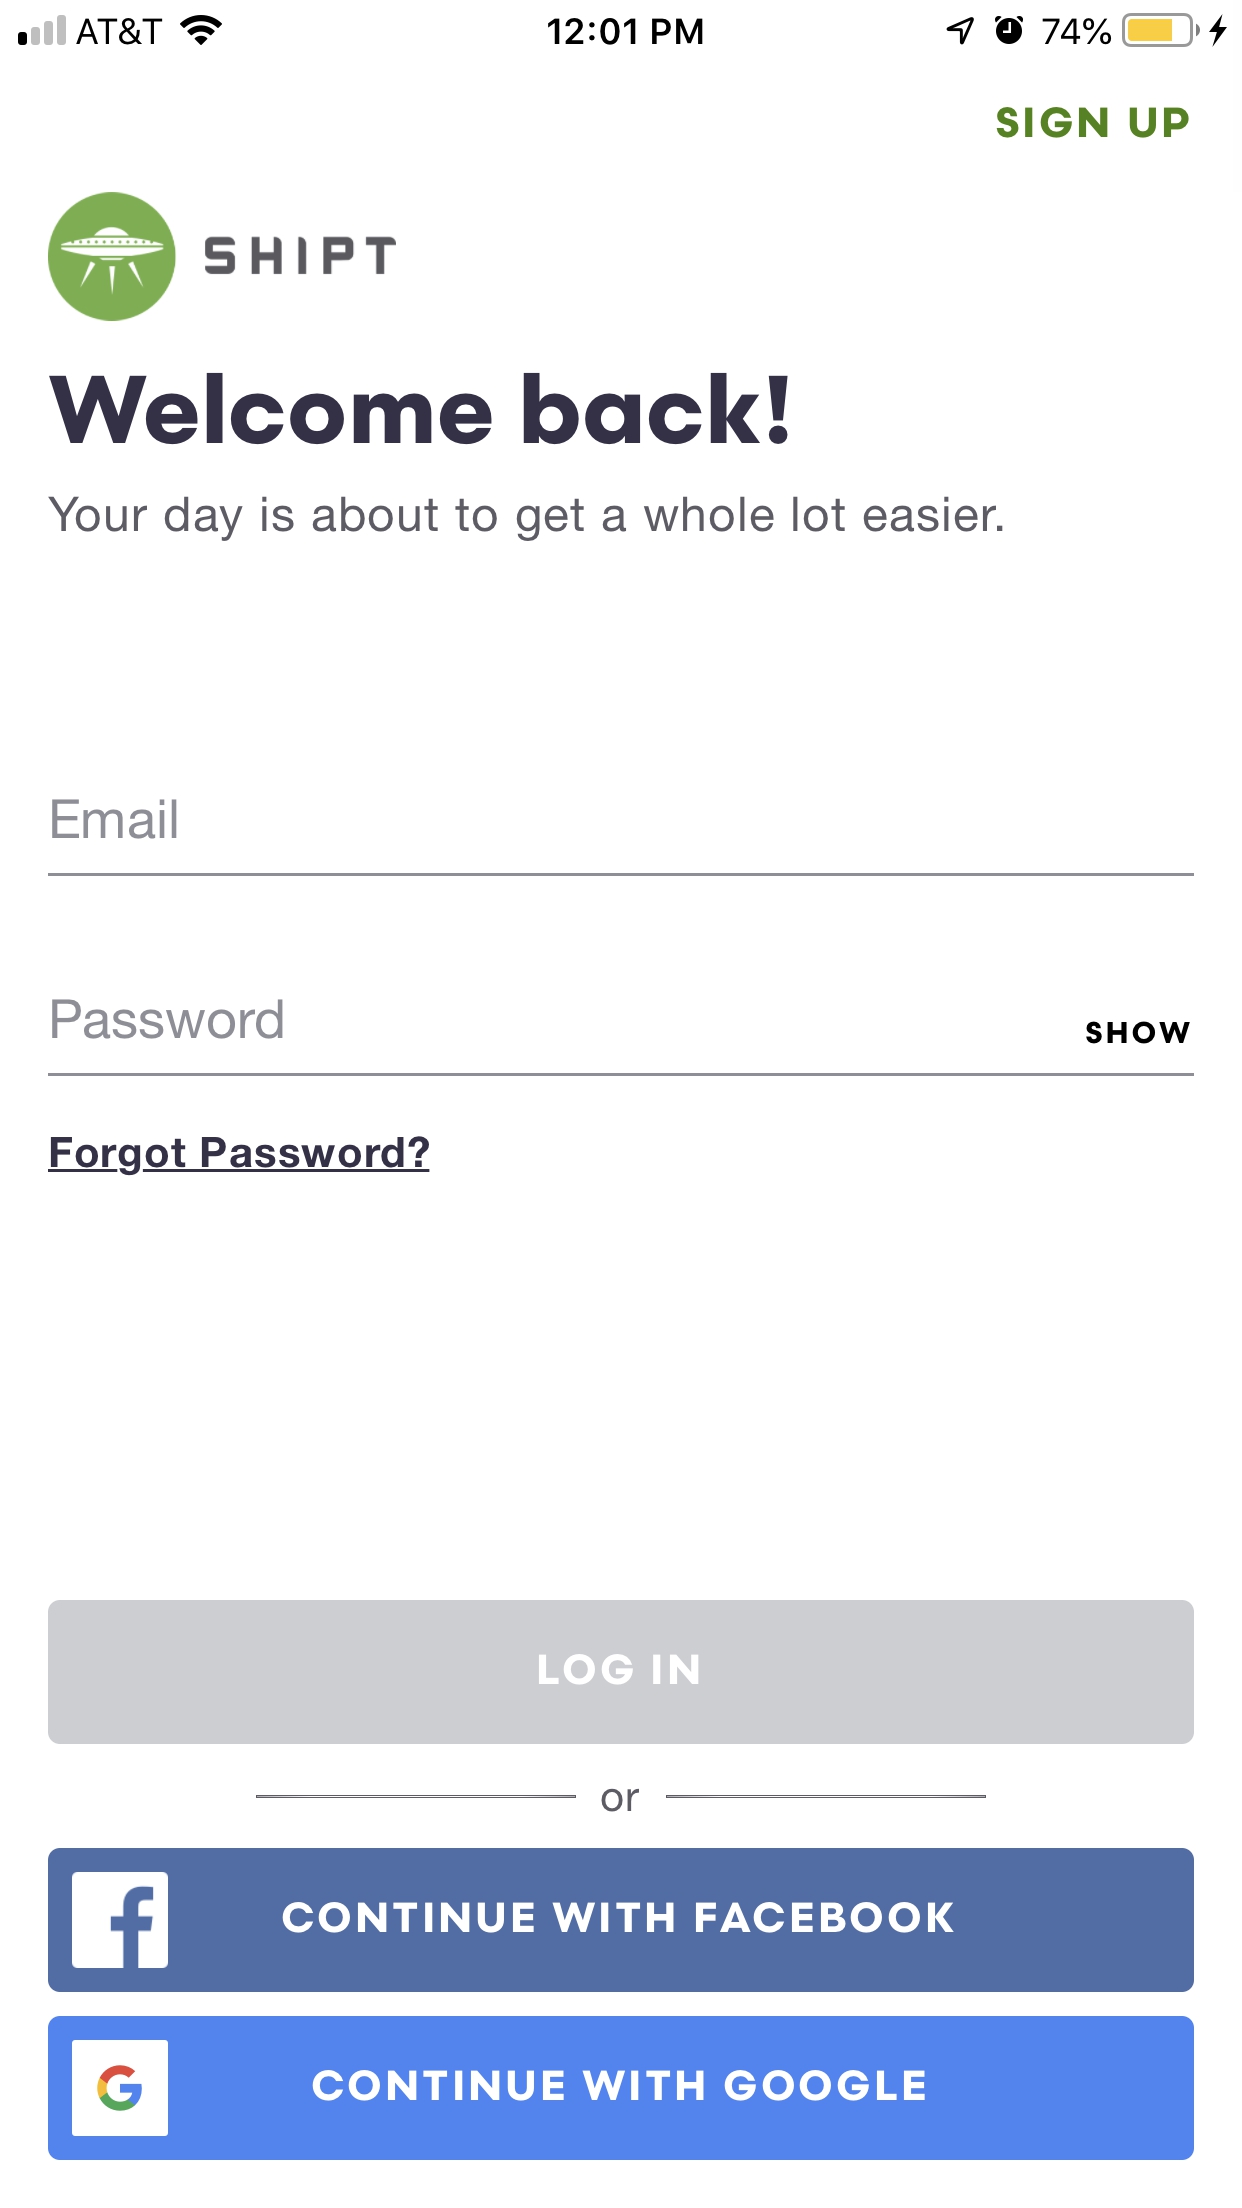 AT&T 12:01 PM 74%
SIGN UP
SHIPT
Welcome back!
Your day is about to get a whole lot easier.
Email
Password SHOW
Forgot Password?
LOG IN
or
CONTINUE WITH FACEBOOK
CONTINUE WITH GOOGLE